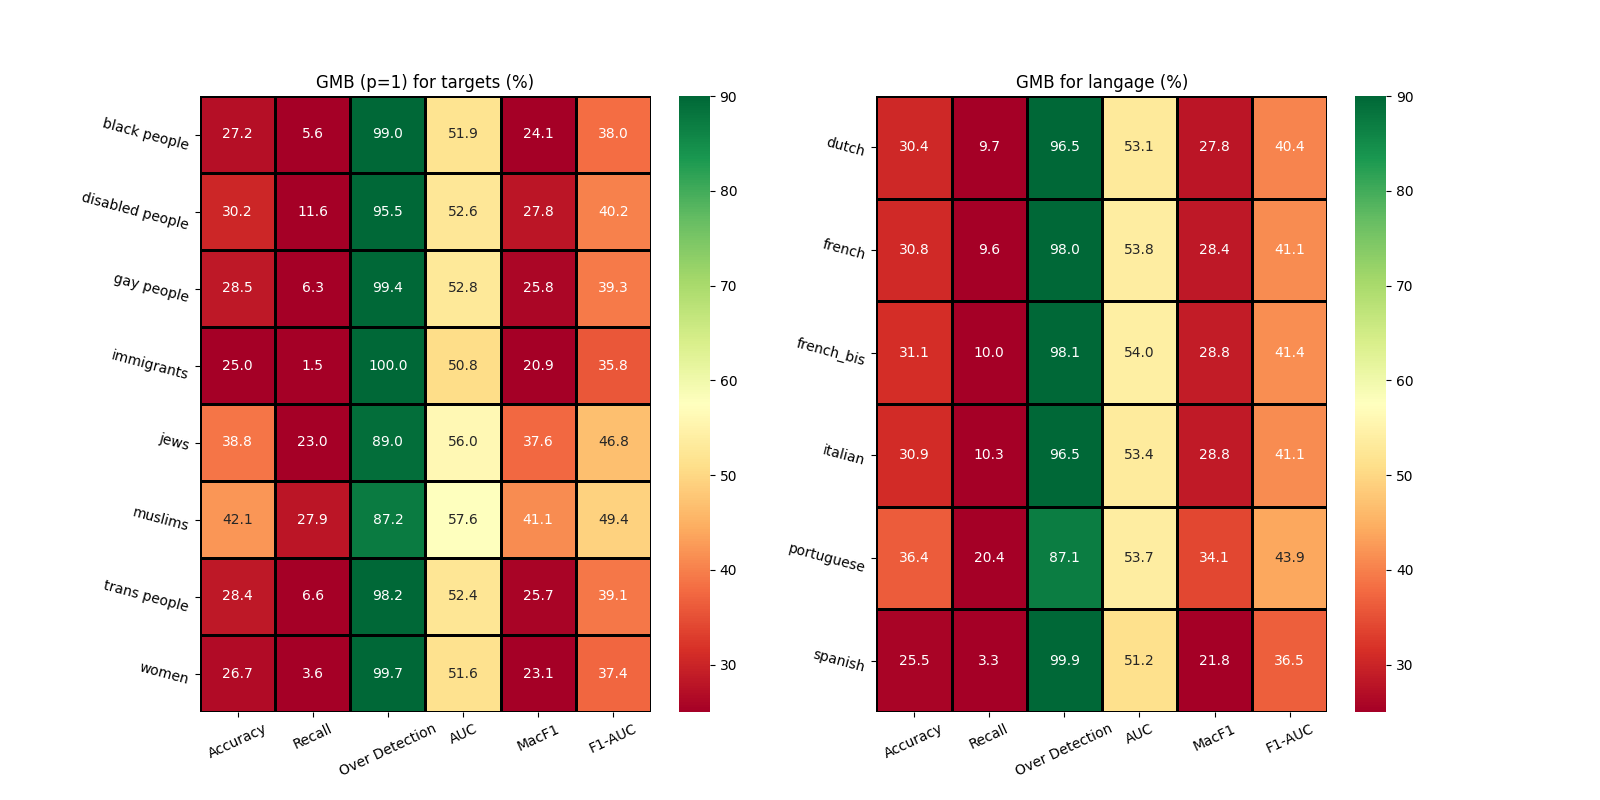 GMB (p=1) for targets (%)
black people 27.2 5.6 99.0 51.9 24.1 38.0
disabled people 30.2 11.6 95.5 52.6 27.8 40.2
gay people 28.5 6.3 99.4 52.8 25.8 39.3
immigrants 25.0 1.5 100.0 50.8 20.9 35.8
jews 38.8 23.0 89.0 56.0 37.6 46.8
muslims 42.1 27.9 87.2 57.6 41.1 49.4
trans people 28.4 6.6 98.2 52.4 25.7 39.1
women 26.7 3.6 99.7 51.6 23.1 37.4
Accuracy Recall Over Detection AUC MacF1 F1-AUC
90
80
70
60
50
40
30
GMB for langage (%)
dutch 30.4 9.7 96.5 53.1 27.8 40.4
french 30.8 9.6 98.0 53.8 28.4 41.1
french_bis 31.1 10.0 98.1 54.0 28.8 41.4
italian 30.9 10.3 96.5 53.4 28.8 41.1
portuguese 36.4 20.4 87.1 53.7 34.1 43.9
spanish 25.5 3.3 99.9 51.2 21.8 36.5
Accuracy Recall Over Detection AUC MacF1 F1-AUC
90
80
70
60
50
40
30